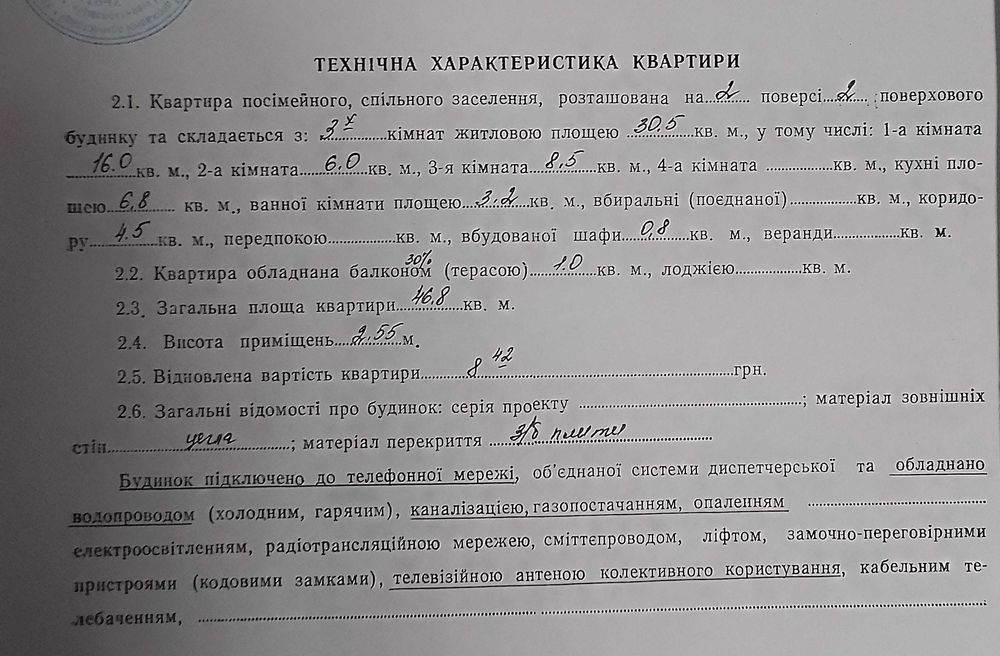 ТЕХНІЧНА ХАРАКТЕРИСТИКА КВАРТИРИ
2.1. Квартира посімейного, спільного заселення, розташована на...2..... поверсі...2... поверхового
будинку та складається з: 3х.........кімнат житловою площею ...30.5...кв. м., у тому числі: 1-а кімната
....16.0..кв. м., 2-а кімната.....6.0..кв. м., 3-я кімната...8,5......кв. м., 4-а кімната ................кв. м., кухні пло-
щею..6,8....... кв. м., ванної кімнати площею...3.2...кв. м., вбиральні (поєднаної)................кв. м., коридо-
ру......4.5......кв. м., передпокою.................кв. м., вбудованої шафи...0,8.....кв. м., веранди.................кв. м.
2.2. Квартира обладнана балконом 30% (терасою).....1.0......кв. м., лоджією.................кв. м.
2.3. Загальна площа квартири...46,8....кв. м.
2.4. Висота приміщень....2.55..м.
2.5. Відновлена вартість квартири............8 42............................................................грн.
2.6. Загальні відомості про будинок: серія проекту ......................................................; матеріал зовнішніх
стін....................цегла..............; матеріал перекриття .....з/б плити.....................
Будинок підключено до телефонної мережі, об'єднаної системи диспетчерської та обладнано
водопроводом (холодним, гарячим), каналізацією, газопостачанням, опаленням ............................................
електроосвітленням, радіотрансляційною мережею, сміттєпроводом, ліфтом, замочно-переговірними
пристроями (кодовими замками), телевізійною антеною колективного користування, кабельним те-
лебаченням, ....................................................................................................